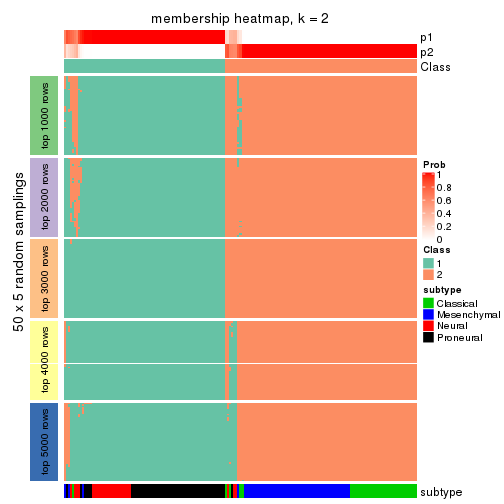 membership heatmap, k = 2
p1
p2
Class
50 x 5 random samplings
top 1000 rows
top 2000 rows
top 3000 rows
top 4000 rows
top 5000 rows
Prob
1
0.8
0.6
0.4
0.2
0
Class
1
2
subtype
Classical
Mesenchymal
Neural
Proneural
subtype